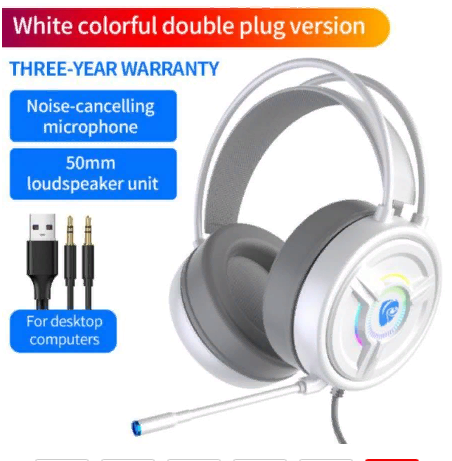 White colorful double plug version
THREE-YEAR WARRANTY
Noise-cancelling
microphone
50mm
loudspeaker unit
For desktop
computers